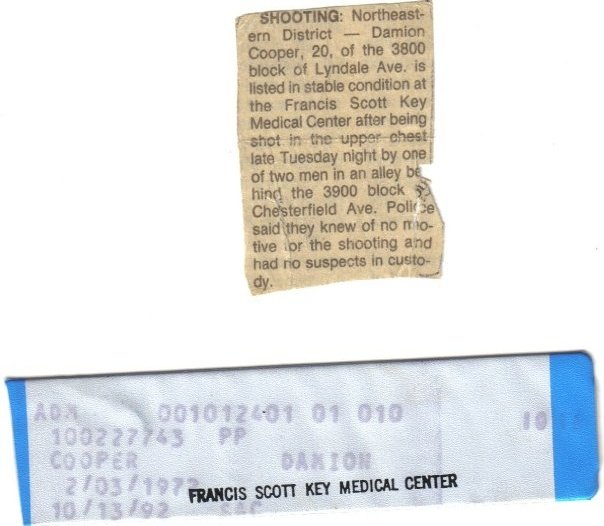 SHOOTING: Northeast-
ern District — Damion
Cooper, 20, of the 3800
block of Lyndale Ave. is
listed in stable condition at
the Francis Scott Key
Medical Center after being
shot in the upper chest
late Tuesday night by one
of two men in an alley be
hind the 3900 block
Chesterfield Ave. Police
said they knew of no mo-
tive for the shooting and
had no suspects in custo-
dy.
ADM 01 010
PP
COOPER DAMION
2/03/1972
FRANCIS SCOTT KEY MEDICAL CENTER
10/13/92